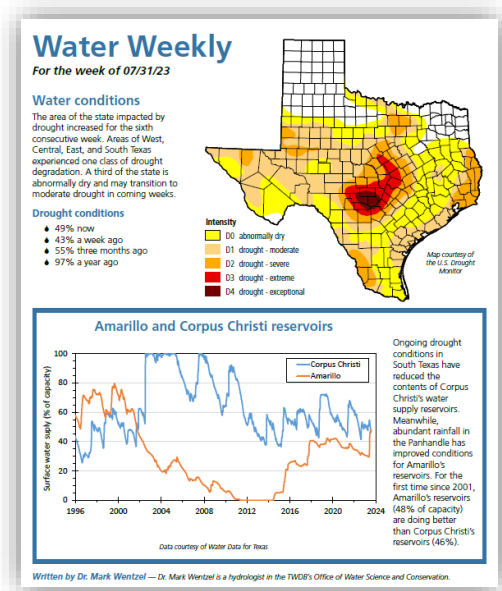 Water Weekly
For the week of 07/31/23
Water conditions
The area of the state impacted by
drought increased for the sixth
consecutive week. Areas of West,
Central, East, and South Texas
experienced one class of drought
degradation. A third of the state is
abnormally dry and may transition to
moderate drought in coming weeks.
Drought conditions
49% now
43% a week ago
55% three months ago
97% a year ago
Intensity
D0 abnormally dry
D1 drought - moderate
D2 drought - severe
D3 drought - extreme
D4 drought - exceptional
Map courtesy of
the U.S. Drought
Monitor
Amarillo and Corpus Christi reservoirs
Surface water suply (% of capacity)
100
80
60
40
20
0
1996
2000
2004
2008
2012
2016
2020
2024
Corpus Christi
Amarillo
Data courtesy of Water Data for Texas
Ongoing drought
conditions in
South Texas have
reduced the
contents of Corpus
Christi's water
supply reservoirs.
Meanwhile,
abundant rainfall in
the Panhandle has
improved conditions
for Amarillo's
reservoirs. For the
first time since 2001,
Amarillo's reservoirs
(48% of capacity)
are doing better
than Corpus Christi's
reservoirs (46%).
Written by Dr. Mark Wentzel — Dr. Mark Wentzel is a hydrologist in the TWDB's Office of Water Science and Conservation.